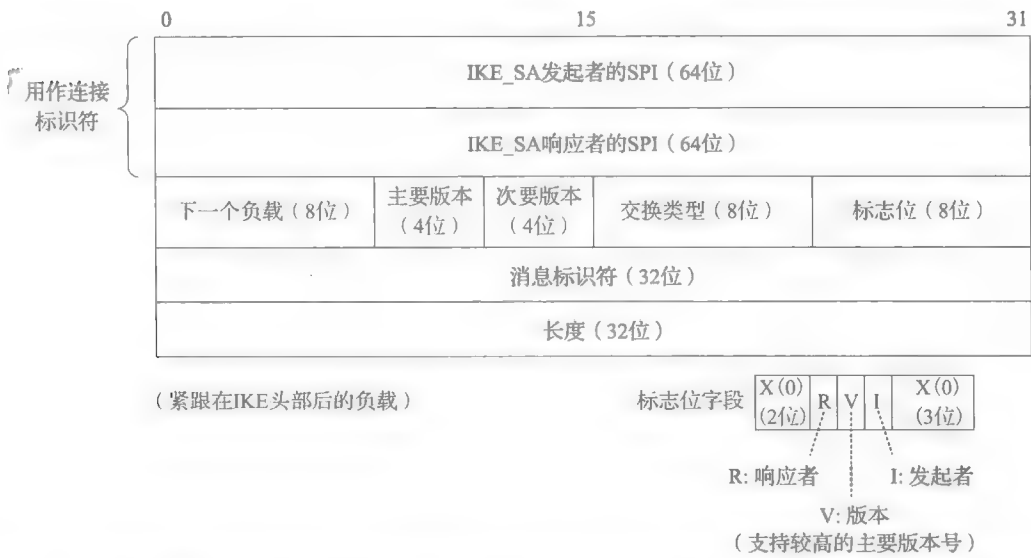 0 15 31
IKE_SA发起者的SPI（64位）
用作连接
标识符
IKE_SA响应者的SPI（64位）
下一个负载（8位） 主要版本 次要版本 交换类型（8位） 标志位（8位）
（4位） （4位）
消息标识符（32位）
长度（32位）
（紧跟在IKE头部后的负载）
标志位字段 X(0) R V I X(0)
(2位) (3位)
R: 响应者 I: 发起者
V: 版本
（支持较高的主要版本号）